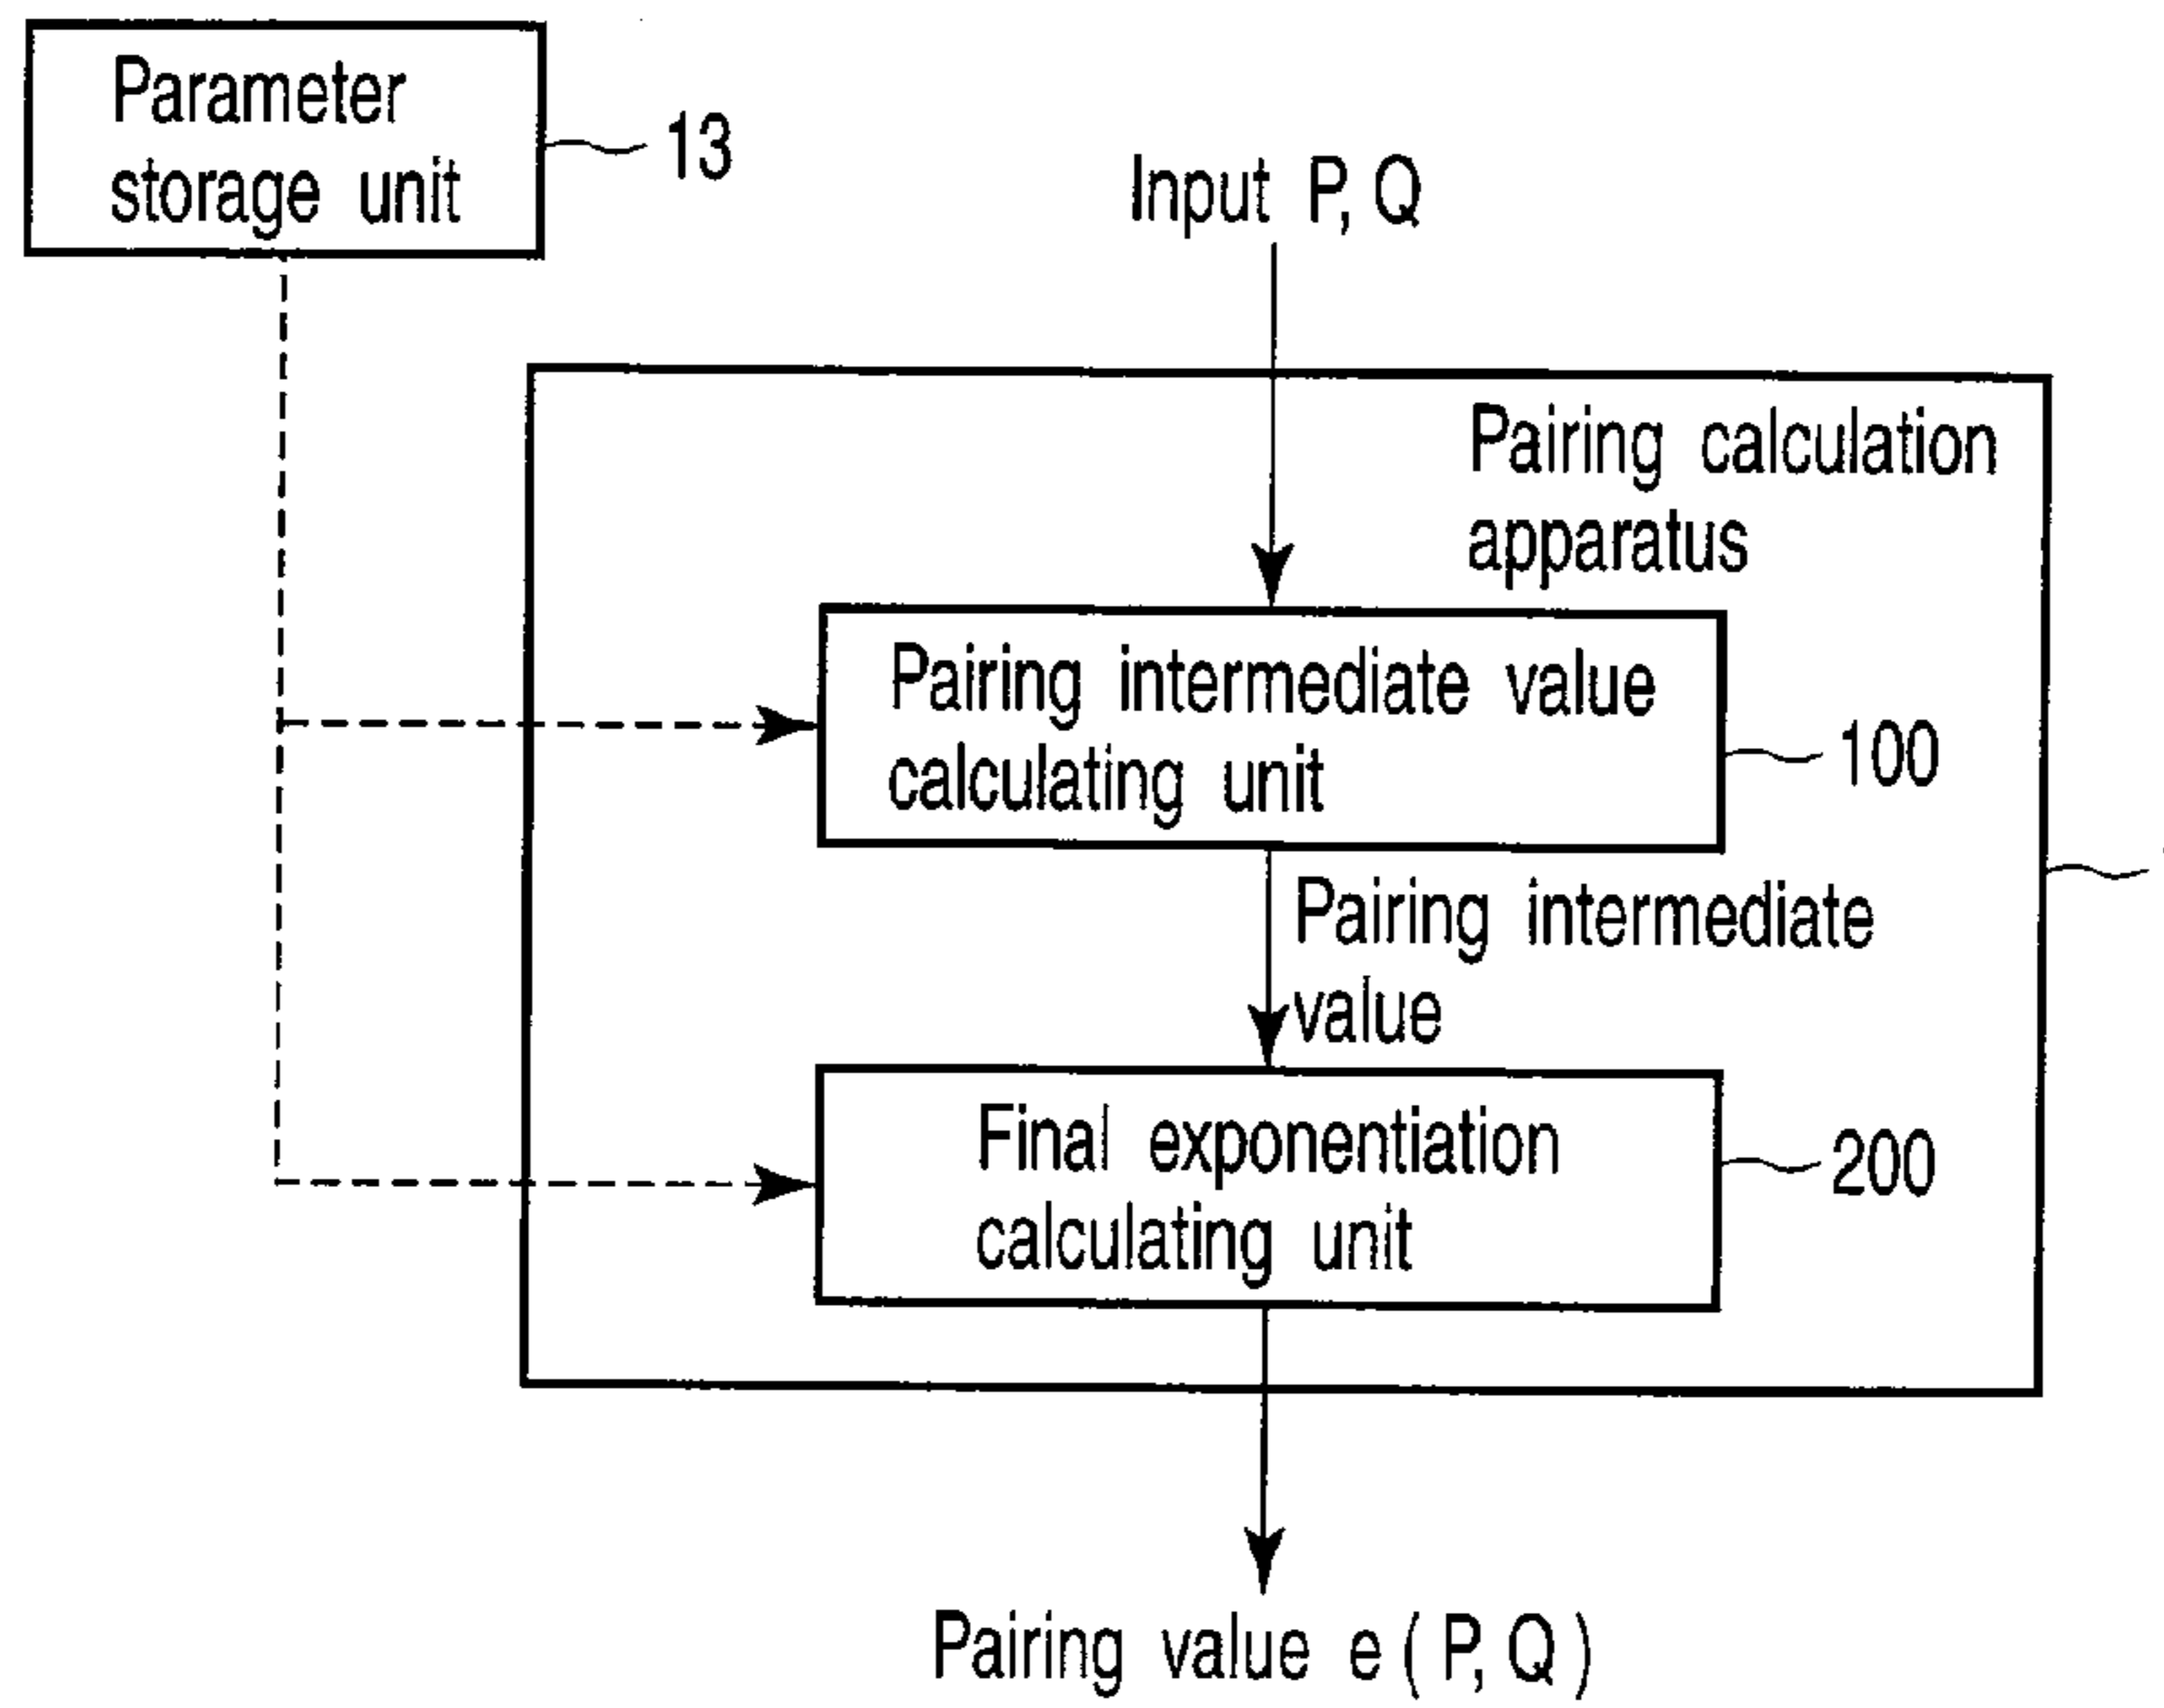 Parameter
storage unit
13
Input P, Q
Pairing calculation
apparatus
Pairing intermediate value
calculating unit
100
Pairing intermediate
value
Final exponentiation
calculating unit
200
Pairing value e ( P, Q )